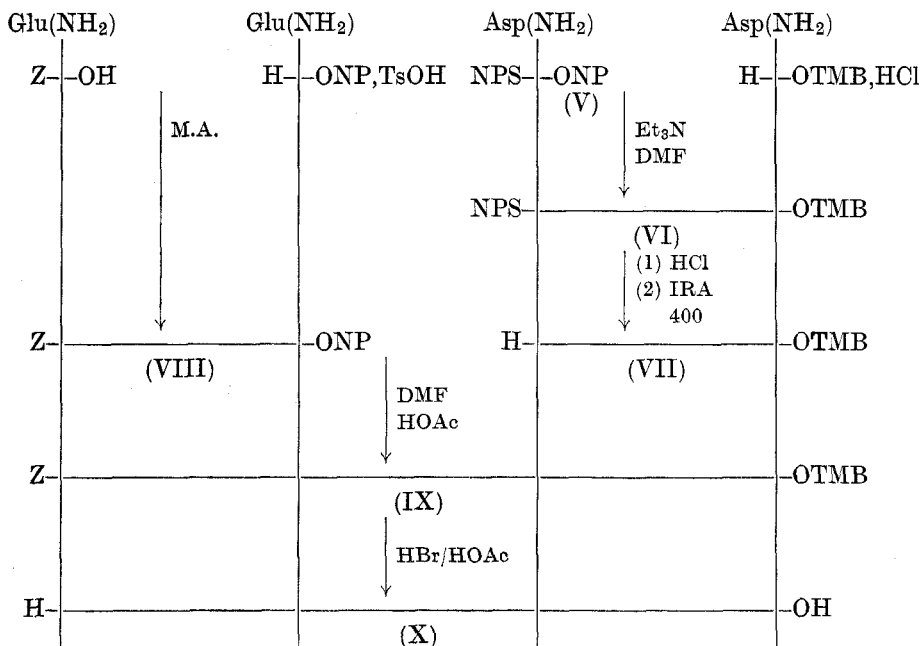 Glu(NH₂) Glu(NH₂) Asp(NH₂) Asp(NH₂)
Z–OH H–ONP,TsOH NPS–ONP H–OTMB,HCl
(V)
M.A. Et₃N
DMF
NPS–OTMB
(VI)
(1) HCl
(2) IRA
400
Z–ONP H–OTMB
(VIII) (VII)
DMF
HOAc
Z–OTMB
(IX)
HBr/HOAc
H–OH
(X)